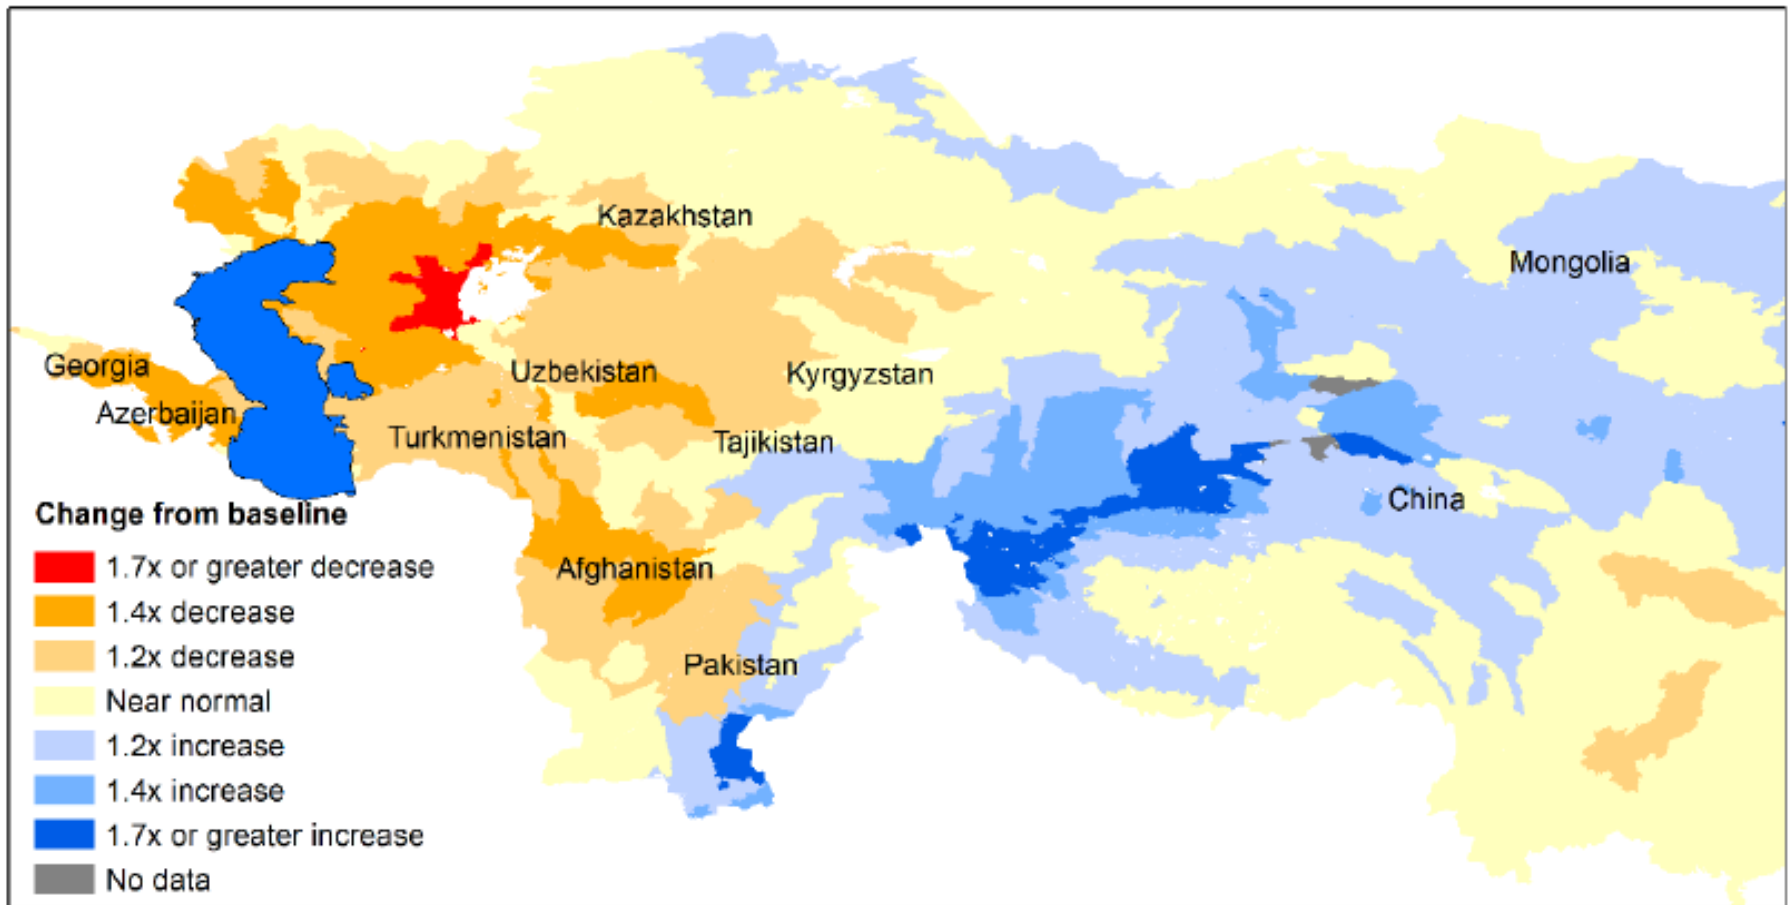 Kazakhstan
Mongolia
Georgia
Uzbekistan
Kyrgyzstan
Azerbaijan
Turkmenistan
Tajikistan
China
Afghanistan
Pakistan
Change from baseline
1.7x or greater decrease
1.4x decrease
1.2x decrease
Near normal
1.2x increase
1.4x increase
1.7x or greater increase
No data